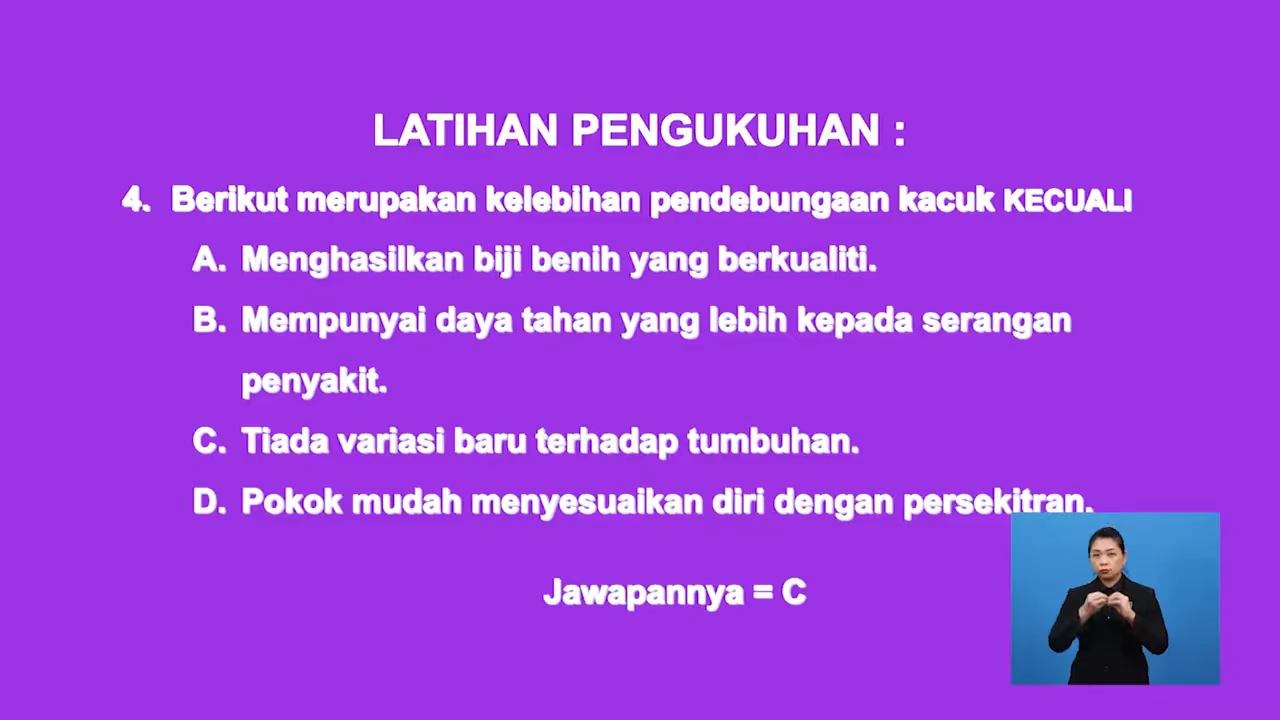 LATIHAN PENGUKUHAN :
4. Berikut merupakan kelebihan pendebungaan kacuk KECUALI
A. Menghasilkan biji benih yang berkualiti.
B. Mempunyai daya tahan yang lebih kepada serangan
penyakit.
C. Tiada variasi baru terhadap tumbuhan.
D. Pokok mudah menyesuaikan diri dengan persekitran.
Jawapannya = C